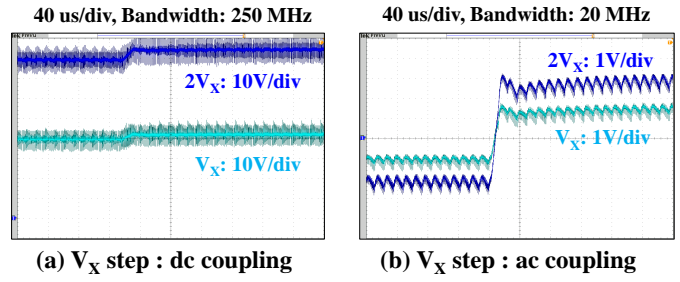 40 us/div, Bandwidth: 250 MHz
40 us/div, Bandwidth: 20 MHz
2VX: 10V/div
VX: 10V/div
2VX: 1V/div
VX: 1V/div
(a) VX step : dc coupling
(b) VX step : ac coupling